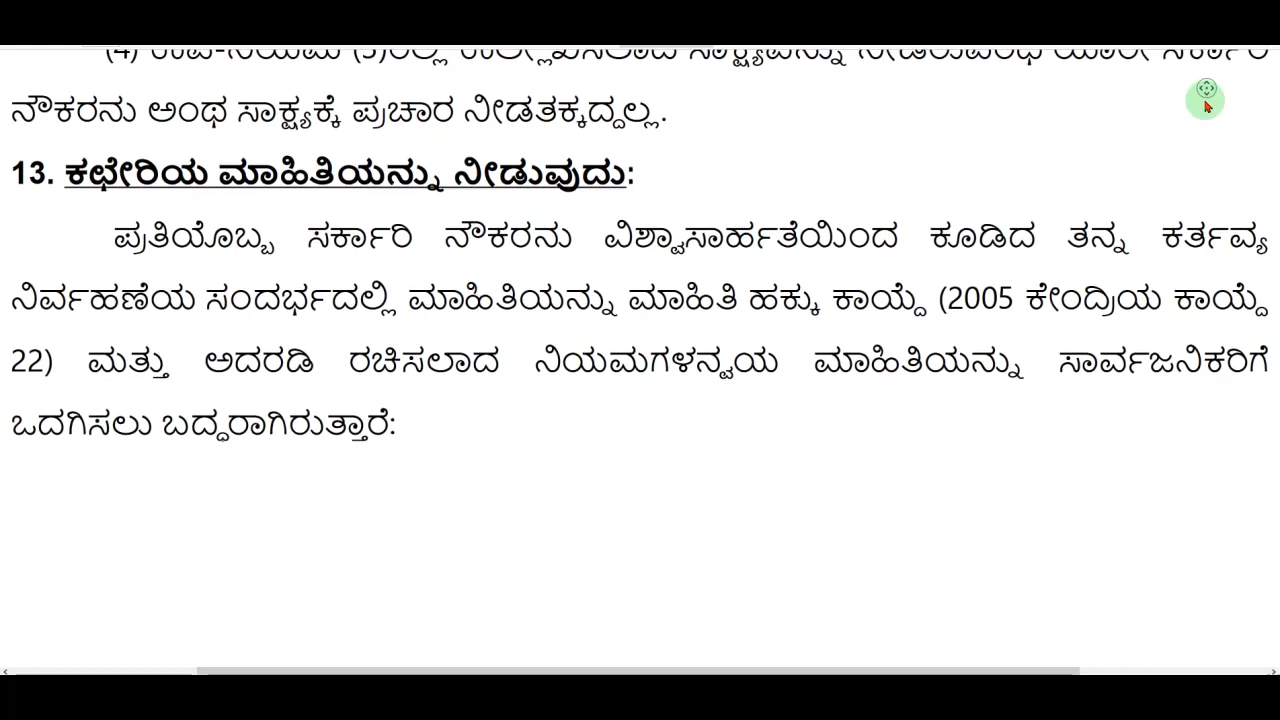 ನೌಕರನು ಅಂಥ ಸಾಕ್ಷ್ಯಕ್ಕೆ ಪ್ರಚಾರ ನೀಡತಕ್ಕದ್ದಲ್ಲ.
13. ಕಛೇರಿಯ ಮಾಹಿತಿಯನ್ನು ನೀಡುವುದು:
ಪ್ರತಿಯೊಬ್ಬ ಸರ್ಕಾರಿ ನೌಕರನು ವಿಶ್ವಾಸಾರ್ಹತೆಯಿಂದ ಕೂಡಿದ ತನ್ನ ಕರ್ತವ್ಯ
ನಿರ್ವಹಣೆಯ ಸಂದರ್ಭದಲ್ಲಿ ಮಾಹಿತಿಯನ್ನು ಮಾಹಿತಿ ಹಕ್ಕು ಕಾಯ್ದೆ (2005 ಕೇಂದ್ರಿಯ ಕಾಯ್ದೆ
22) ಮತ್ತು ಅದರಡಿ ರಚಿಸಲಾದ ನಿಯಮಗಳನ್ವಯ ಮಾಹಿತಿಯನ್ನು ಸಾರ್ವಜನಿಕರಿಗೆ
ಒದಗಿಸಲು ಬದ್ಧರಾಗಿರುತ್ತಾರೆ: